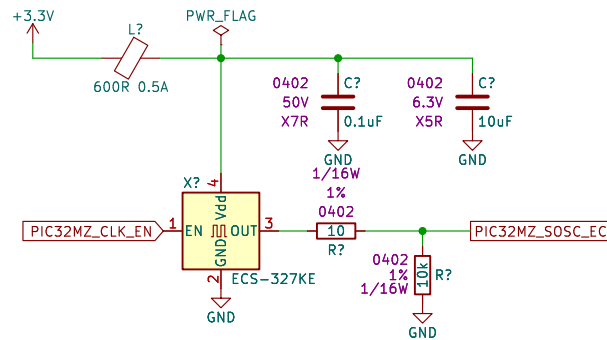 +3.3V
PWR_FLAG
L?
600R 0.5A
0402
50V
X7R
C?
0.1uF
GND
0402
6.3V
X5R
C?
10uF
GND
X?
4
Vdd
PIC32MZ_CLK_EN
1
EN
OUT
3
GND
2
ECS-327KE
GND
1/16W
1%
0402
10
R?
PIC32MZ_SOSC_EC
0402
1%
1/16W
10k
R?
GND